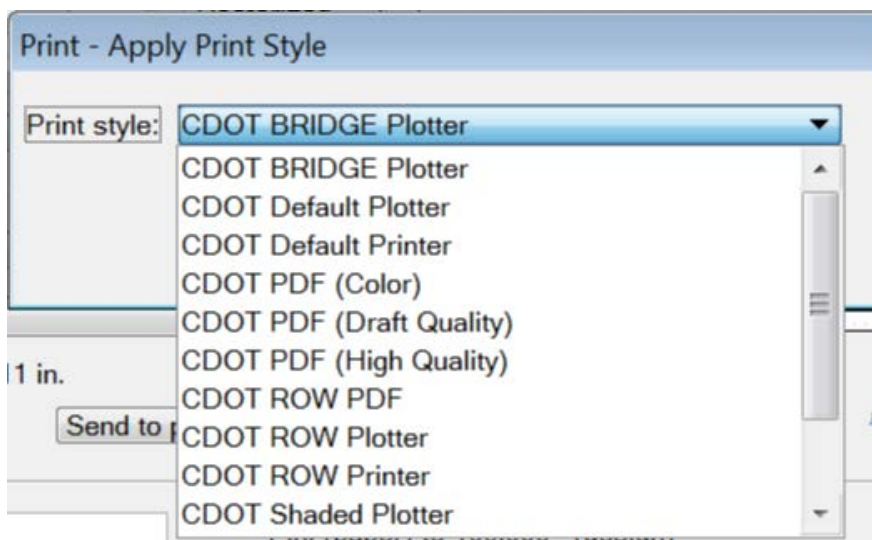 Print - Apply Print Style
Print style: CDOT BRIDGE Plotter
CDOT BRIDGE Plotter
CDOT Default Plotter
CDOT Default Printer
CDOT PDF (Color)
CDOT PDF (Draft Quality)
CDOT PDF (High Quality)
1 in.
CDOT ROW PDF
Send to
CDOT ROW Plotter
CDOT ROW Printer
CDOT Shaded Plotter